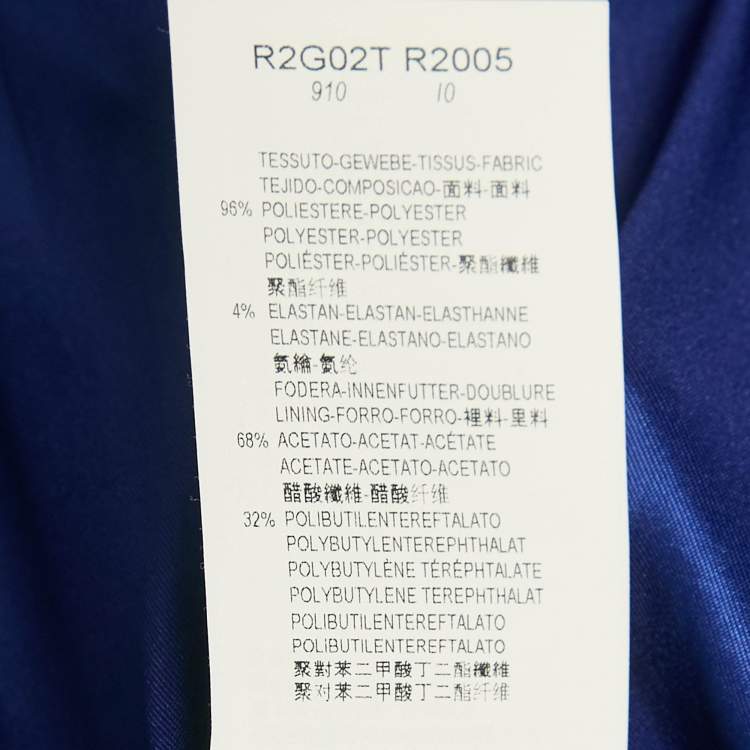 R2G02T R2005
910 10
TESSUTO-GEWEBE-TISSUS-FABRIC
TEJIDO-COMPOSICAO-面料-面料
96% POLIESTERE-POLYESTER
POLYESTER-POLYESTER
POLIÉSTER-POLIÉSTER-聚酯纖維
聚酯纤维
4% ELASTAN-ELASTAN-ELASTHANNE
ELASTANE-ELASTANO-ELASTANO
氨綸-氨纶
FODERA-INNENFUTTER-DOUBLURE
LINING-FORRO-FORRO-裡料-里料
68% ACETATO-ACETAT-ACÉTATE
ACETATE-ACETATO-ACETATO
醋酸纖維-醋酸纤维
32% POLIBUTILENTEREFTALATO
POLYBUTYLENTEREPHTHALAT
POLYBUTYLÈNE TÉRÉPHTALATE
POLYBUTYLENE TEREPHTHALAT
POLIBUTILENTEREFTALATO
POLIBUTILENTEREFTALATO
聚對苯二甲酸丁二酯纖維
聚对苯二甲酸丁二酯纤维